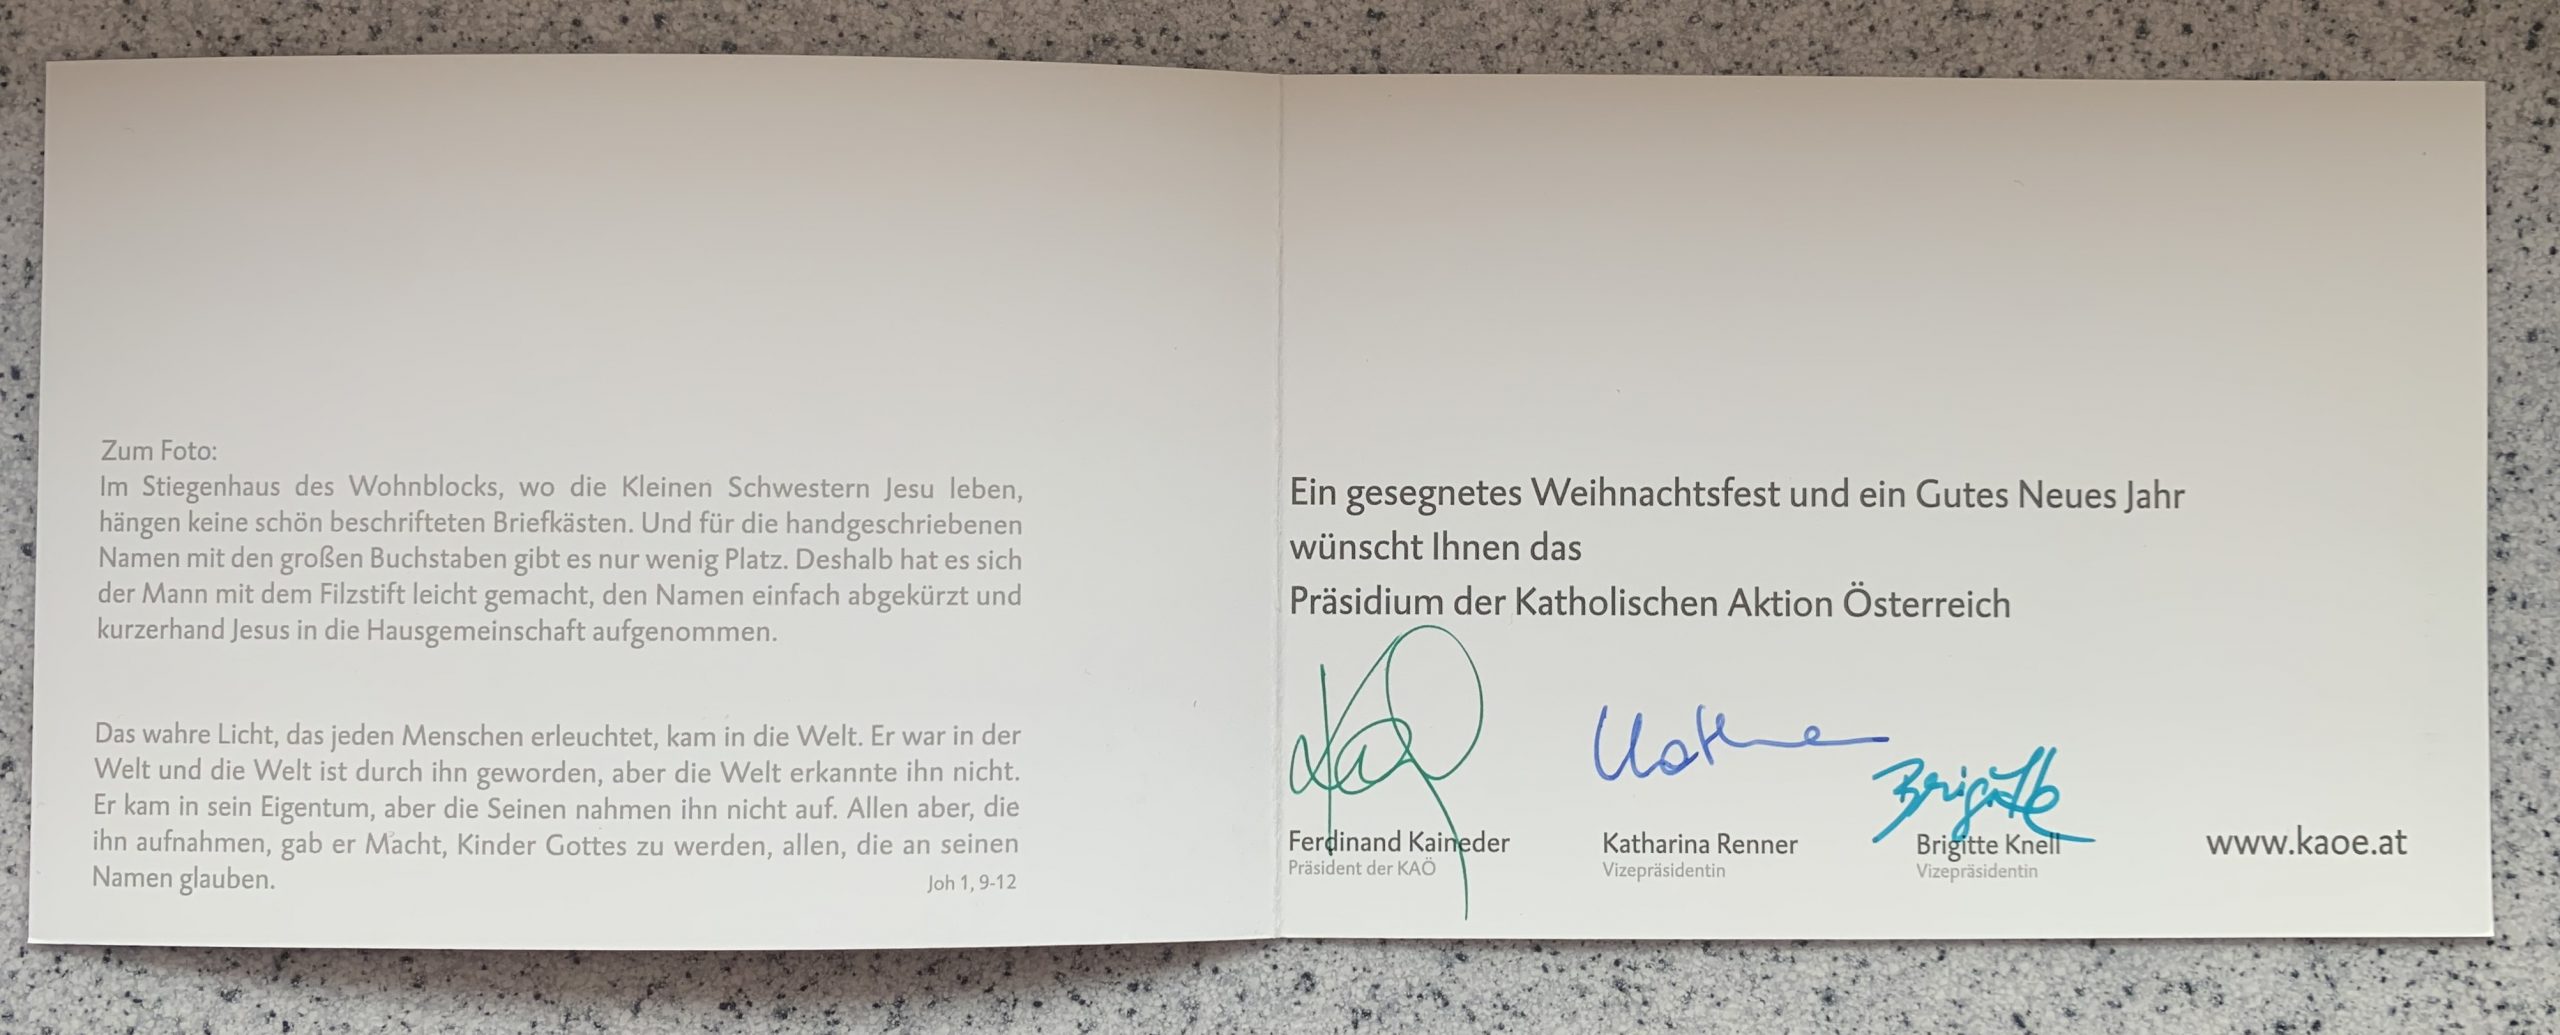 Zum Foto:
Im Stiegenhaus des Wohnblocks, wo die Kleinen Schwestern Jesu leben,
hängen keine schön beschrifteten Briefkästen. Und für die handgeschriebenen
Namen mit den großen Buchstaben gibt es nur wenig Platz. Deshalb hat es sich
der Mann mit dem Filzstift leicht gemacht, den Namen einfach abgekürzt und
kurzerhand Jesus in die Hausgemeinschaft aufgenommen.
Das wahre Licht, das jeden Menschen erleuchtet, kam in die Welt. Er war in der
Welt und die Welt ist durch ihn geworden, aber die Welt erkannte ihn nicht.
Er kam in sein Eigentum, aber die Seinen nahmen ihn nicht auf. Allen aber, die
ihn aufnahmen, gab er Macht, Kinder Gottes zu werden, allen, die an seinen
Namen glauben.
Joh 1, 9-12
Ein gesegnetes Weihnachtsfest und ein Gutes Neues Jahr
wünscht Ihnen das
Präsidium der Katholischen Aktion Österreich
Brigitte
Ferdinand Kaineder
Präsident der KAÖ
Katharina Renner
Vizepräsidentin
Brigitte Knell
Vizepräsidentin
www.kaoe.at